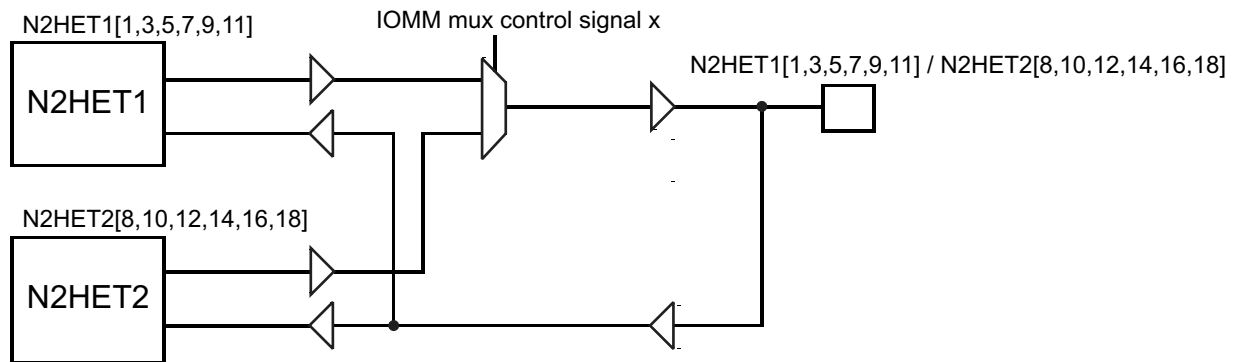 IOMM mux control signal x
N2HET1[1,3,5,7,9,11]
N2HET1[1,3,5,7,9,11] / N2HET2[8,10,12,14,16,18]
N2HET1
N2HET2[8,10,12,14,16,18]
N2HET2